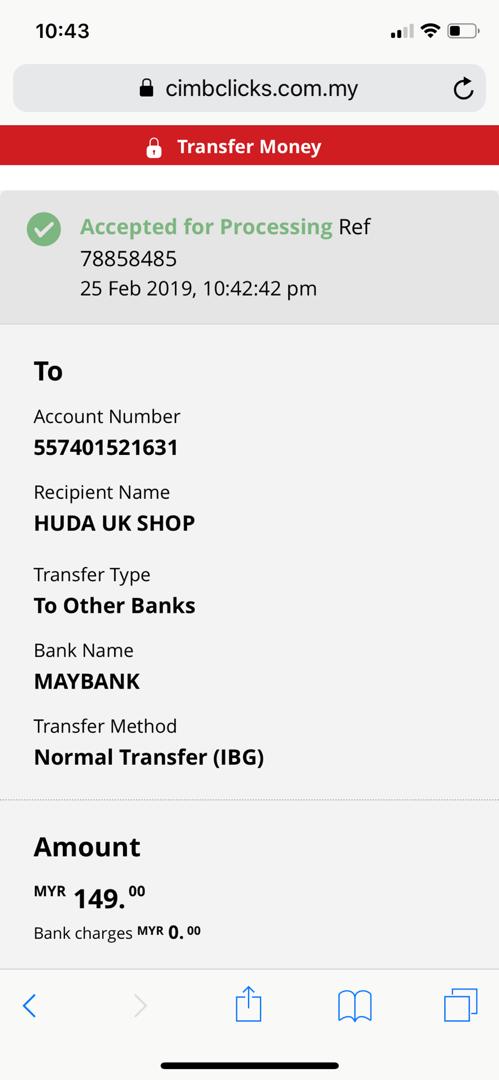 10:43
cimbclicks.com.my
Transfer Money
Accepted for Processing Ref
78858485
25 Feb 2019, 10:42:42 pm
To
Account Number
557401521631
Recipient Name
HUDA UK SHOP
Transfer Type
To Other Banks
Bank Name
MAYBANK
Transfer Method
Normal Transfer (IBG)
Amount
MYR 149.00
Bank charges MYR 0.00